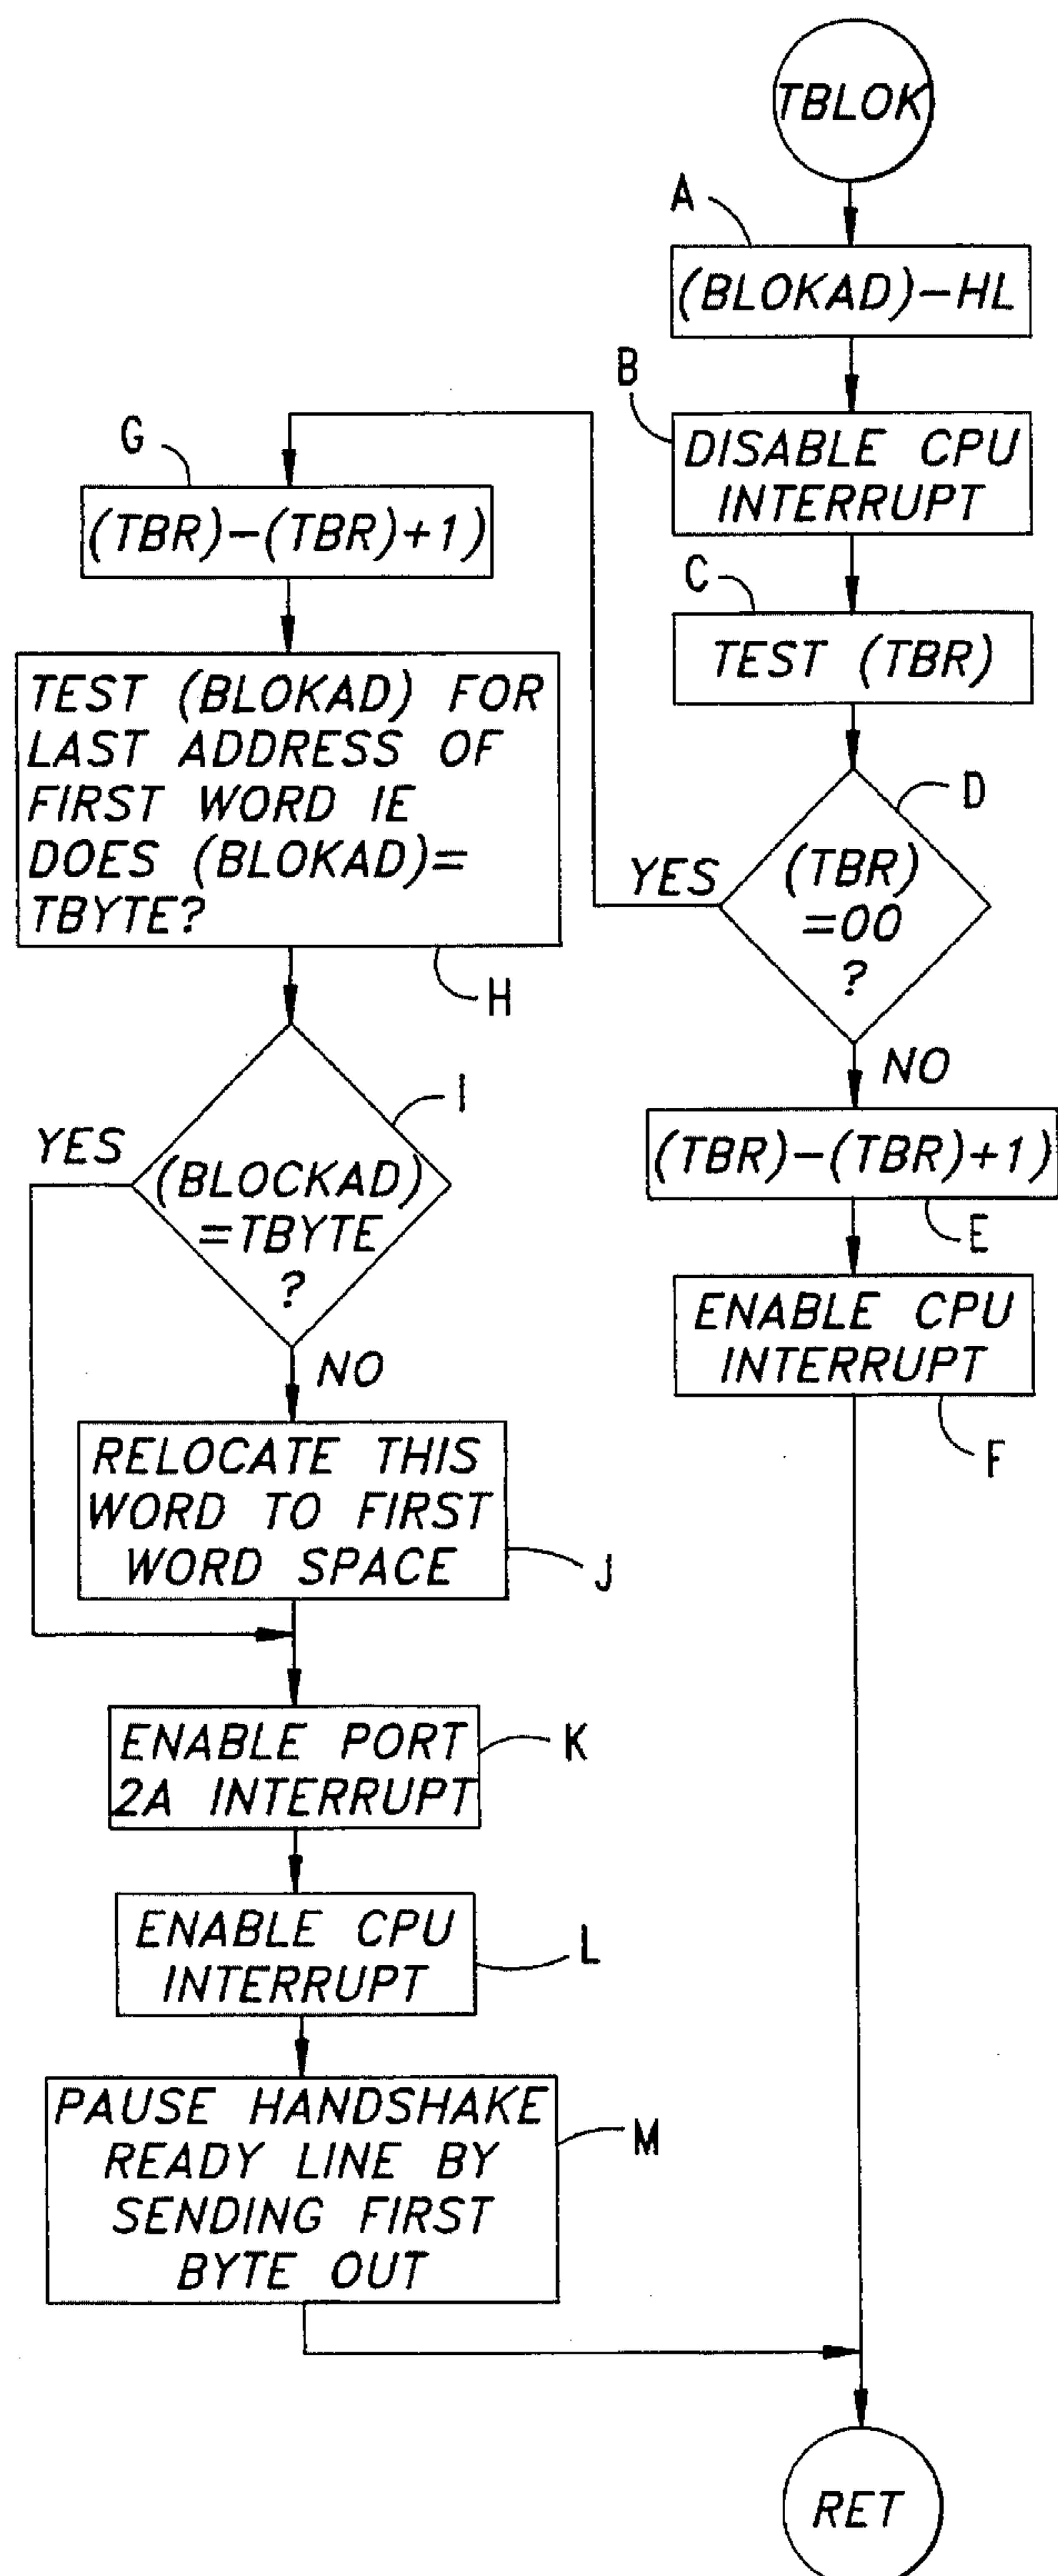 TBLOK
A
(BLOKAD)-HL
B
DISABLE CPU
INTERRUPT
C
TEST (TBR)
D
(TBR)
=00
?
YES
NO
(TBR)-(TBR)+1)
E
ENABLE CPU
INTERRUPT
F
G
(TBR)-(TBR)+1)
TEST (BLOKAD) FOR
LAST ADDRESS OF
FIRST WORD IE
DOES (BLOKAD)=
TBYTE?
H
I
YES
(BLOCKAD)
=TBYTE
?
NO
RELOCATE THIS
WORD TO FIRST
WORD SPACE
J
ENABLE PORT
2A INTERRUPT
K
ENABLE CPU
INTERRUPT
L
PAUSE HANDSHAKE
READY LINE BY
SENDING FIRST
BYTE OUT
M
RET